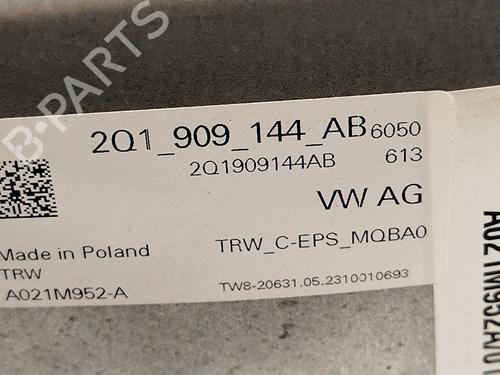 B-PARTS
2Q1_909_144_AB 6050
2Q1909144AB 613
VW AG
Made in Poland TRW_C-EPS_MQBA0
TRW
A021M952-A TW8-20631.05.2310010693